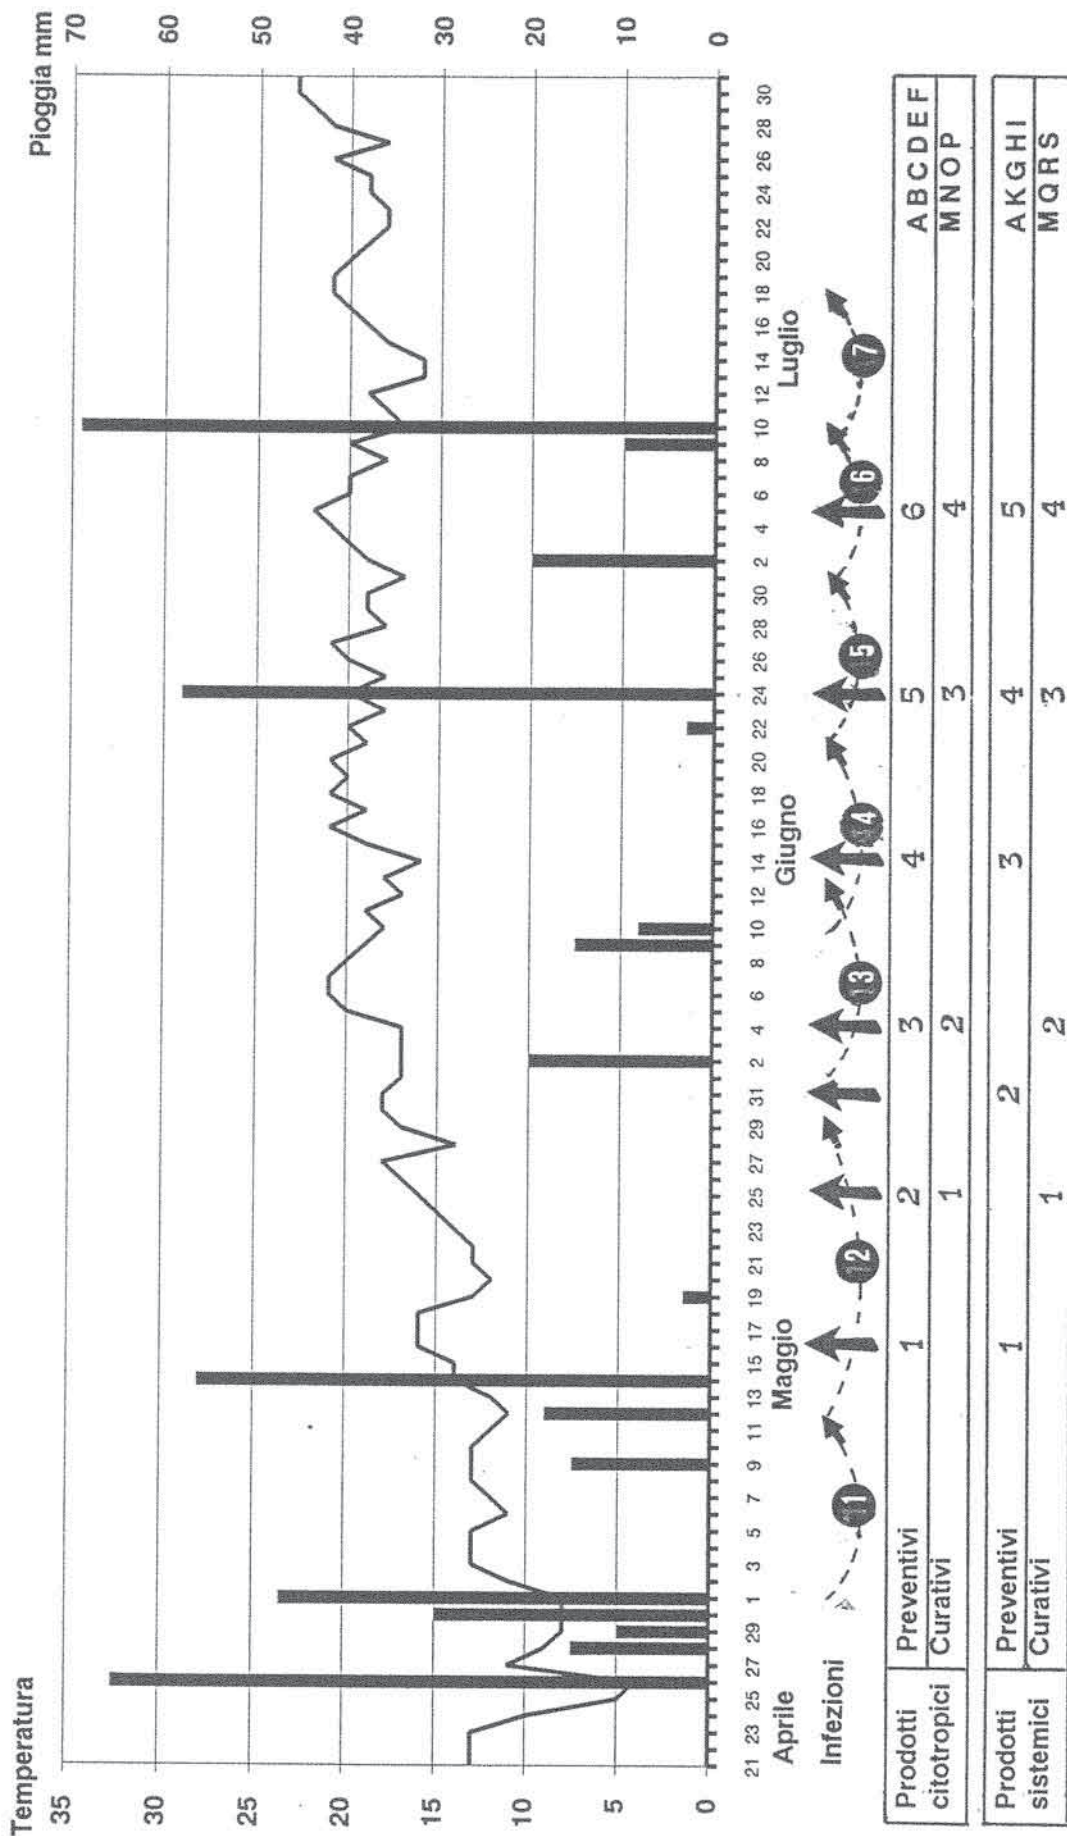 Temperatura
Pioggia mm
35
30
25
20
15
10
5
0
70
60
50
40
30
20
10
0
21 23 25 27 29 1 3 5 7 9 11 13 15 17 19 21 23 25 27 29 31 2 4 6 8 10 12 14 16 18 20 22 24 26 28 30 2 4 6 8 10 12 14 16 18 20 22 24 26 28 30
Aprile Maggio Giugno Luglio
Infezioni 11 12 13 14 15 16 17
Prodotti citotropici
Preventivi 1 2 3 4 5 6 A B C D E F
Curativi 1 2 3 4 M N O P
Prodotti sistemici
Preventivi 1 2 3 4 5 A K G H I
Curativi 1 2 3 4 M Q R S